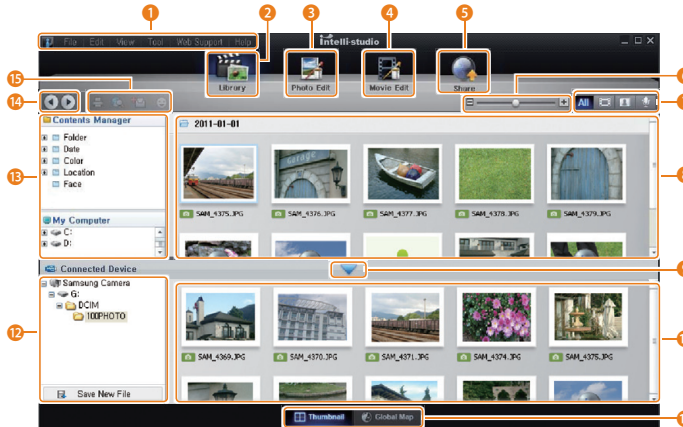 1
2
3
4
5
File Edit View Tool Web Support Help
Intelli-studio
Library
Photo Edit
Movie Edit
Share
15
14
All
Contents Manager
Folder
Date
Color
Location
Face
13
My Computer
C:
D:
2011-01-01
SAM_4375.JPG
SAM_4376.JPG
SAM_4377.JPG
SAM_4378.JPG
SAM_4379.JPG
Connected Device
Samsung Camera
G:
DCIM
100PHOTO
12
Save New File
SAM_4369.JPG
SAM_4370.JPG
SAM_4371.JPG
SAM_4374.JPG
SAM_4375.JPG
Thumbnail
Global Map